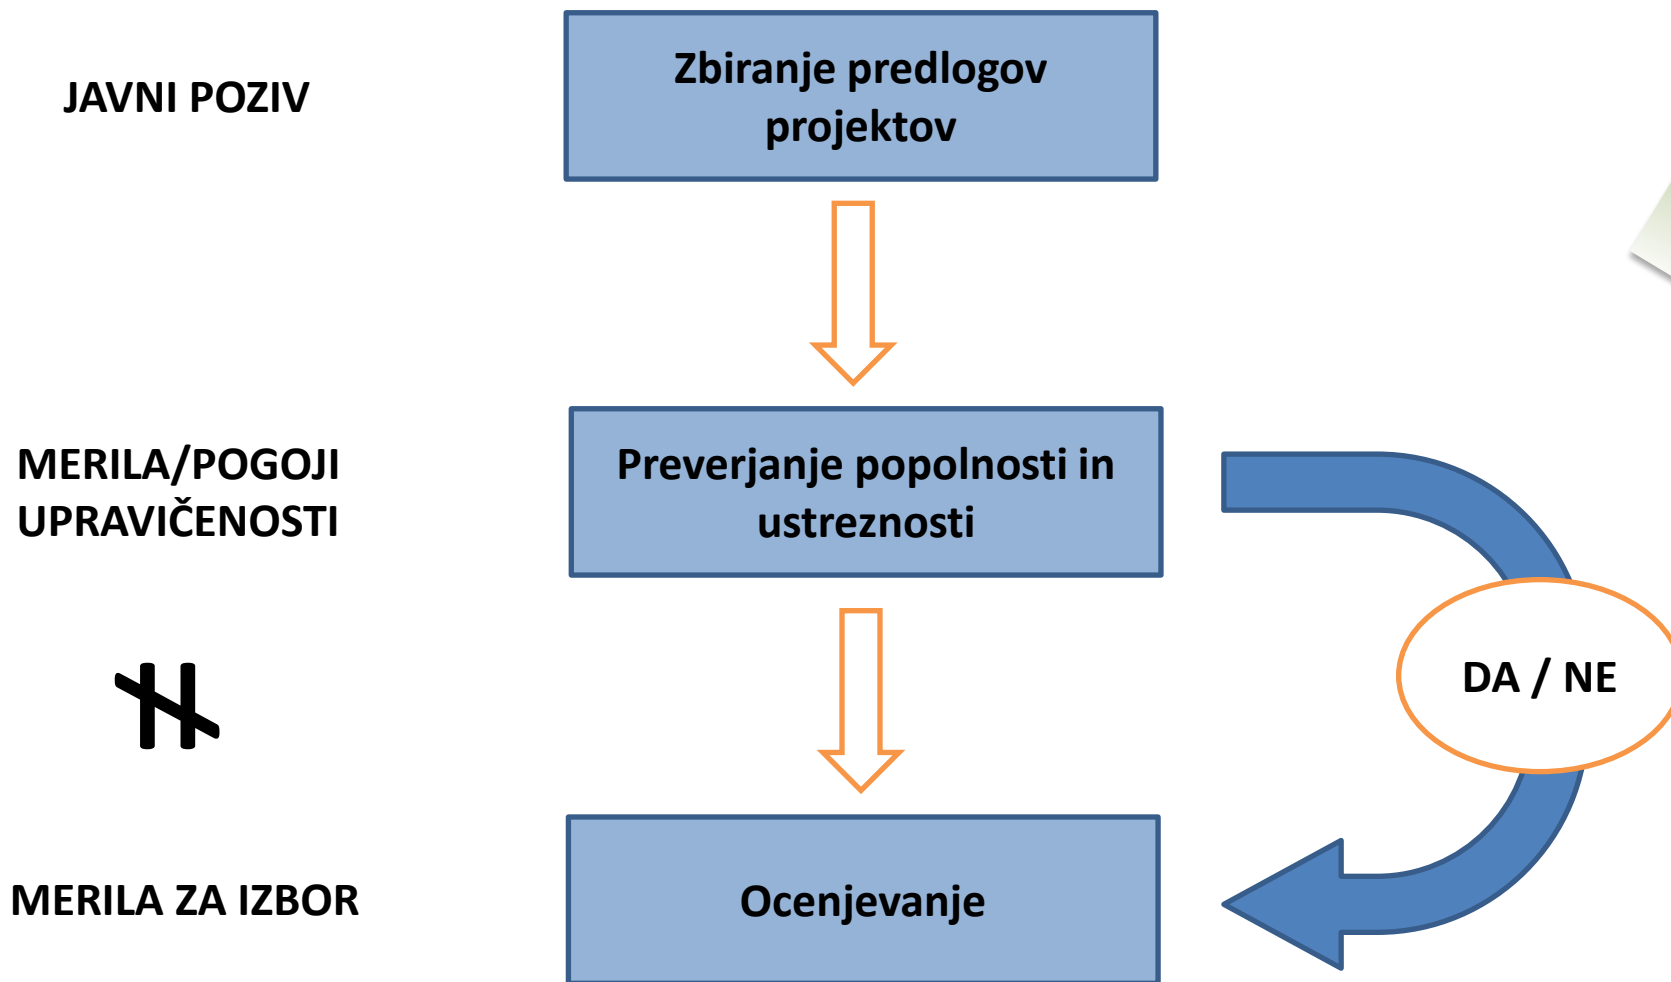 JAVNI POZIV
Zbiranje predlogov
projektov
MERILA/POGOJI
UPRAVIČENOSTI
Preverjanje popolnosti in
ustreznosti
DA / NE
MERILA ZA IZBOR
Ocenjevanje